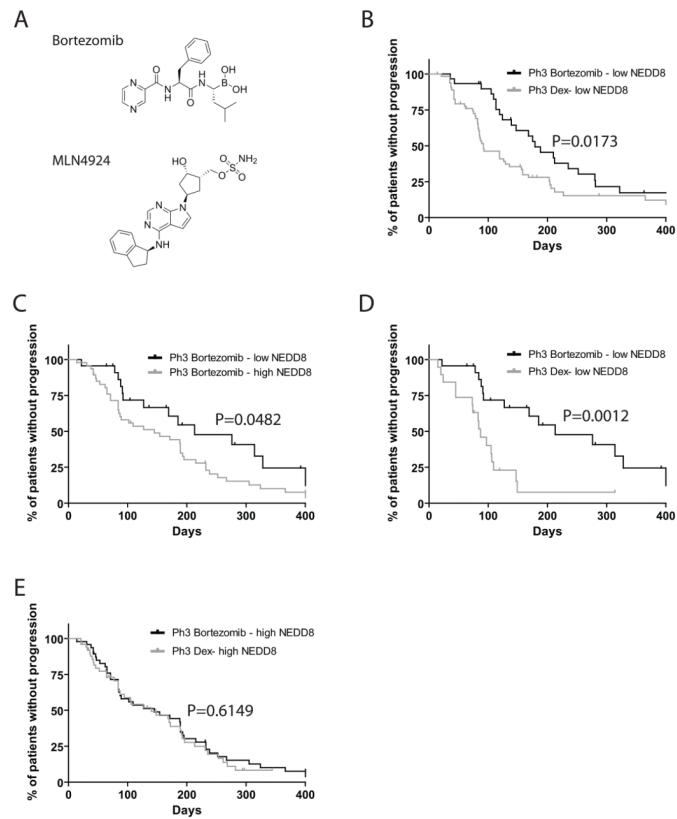 A
Bortezomib
O
OH
N
H
N
B
OH
N
N
H
O
MLN4924
HO
O
O
S
NH2
O
N
N
N
NH
B
% of patients without progression
100
75
50
25
0
0
100
200
300
400
Days
Ph3 Bortezomib - low NEDD8
Ph3 Dex- low NEDD8
P=0.0173
C
% of patients without progression
100
75
50
25
0
0
100
200
300
400
Days
Ph3 Bortezomib - low NEDD8
Ph3 Bortezomib - high NEDD8
P=0.0482
D
% of patients without progression
100
75
50
25
0
0
100
200
300
400
Days
Ph3 Bortezomib - low NEDD8
Ph3 Dex- low NEDD8
P=0.0012
E
% of patients without progression
100
75
50
25
0
0
100
200
300
400
Days
Ph3 Bortezomib - high NEDD8
Ph3 Dex- high NEDD8
P=0.6149